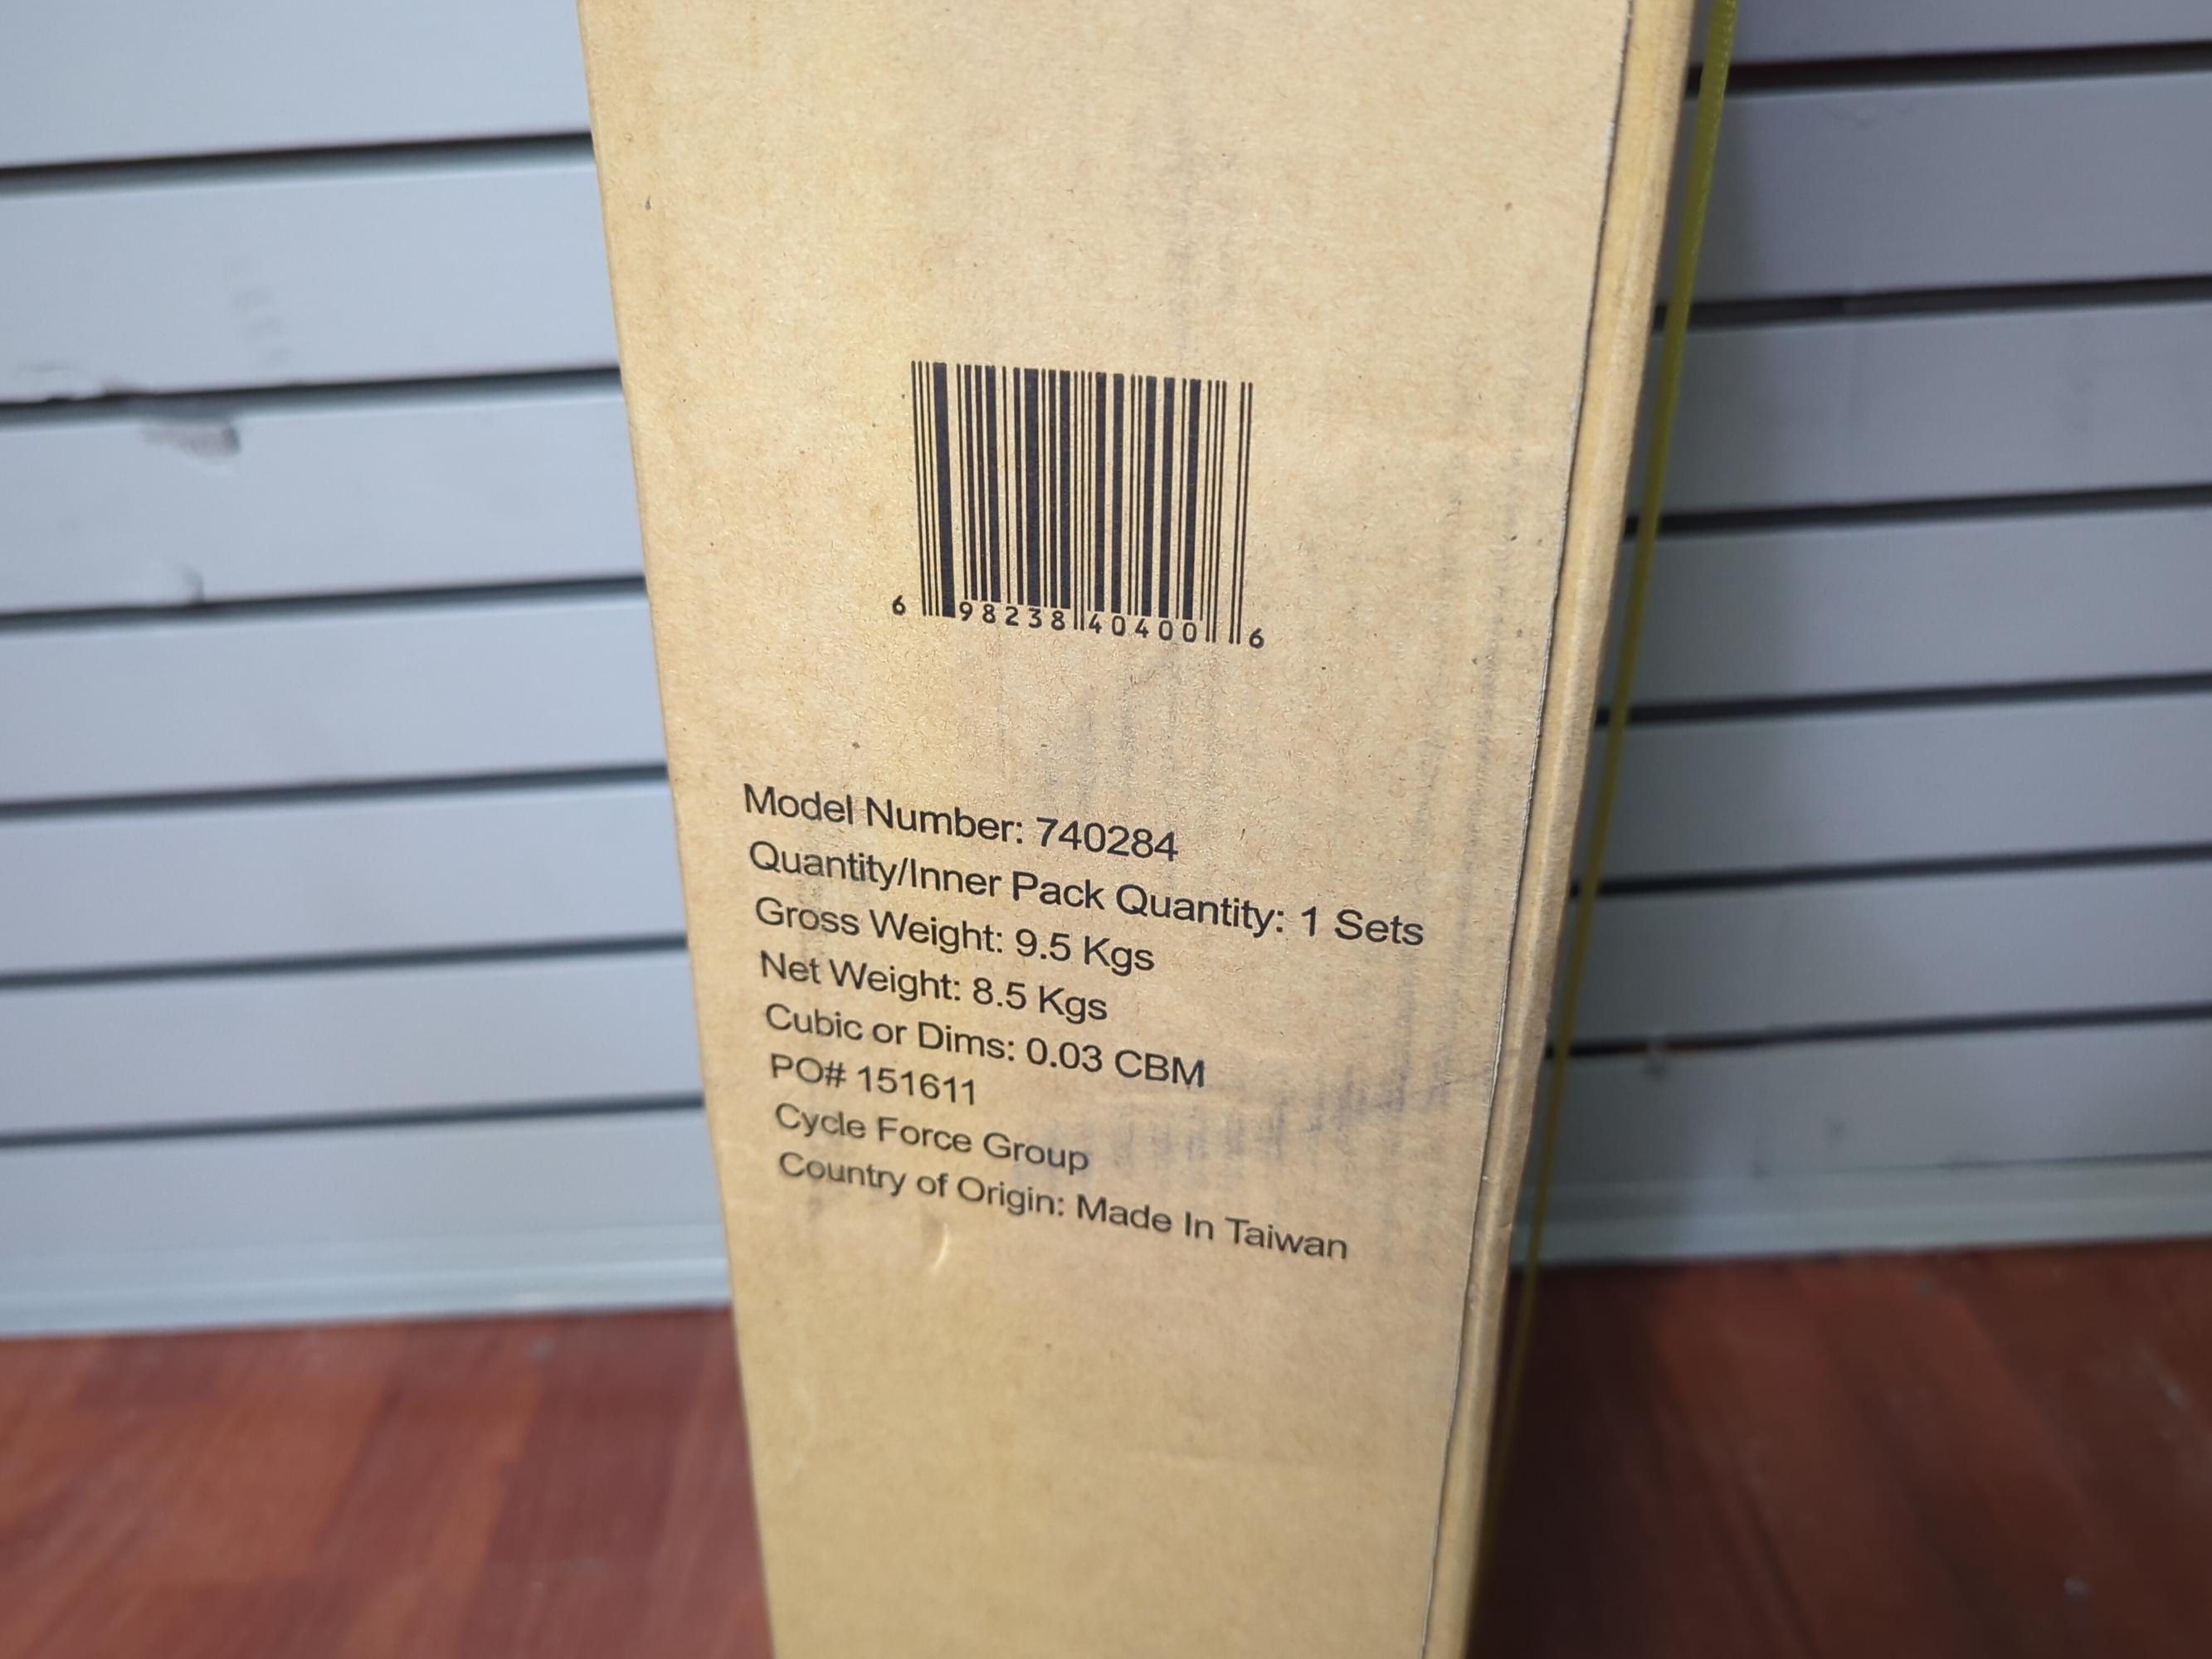 6 98238 40400 6
Model Number: 740284
Quantity/Inner Pack Quantity: 1 Sets
Gross Weight: 9.5 Kgs
Net Weight: 8.5 Kgs
Cubic or Dims: 0.03 CBM
PO# 151611
Cycle Force Group
Country of Origin: Made In Taiwan